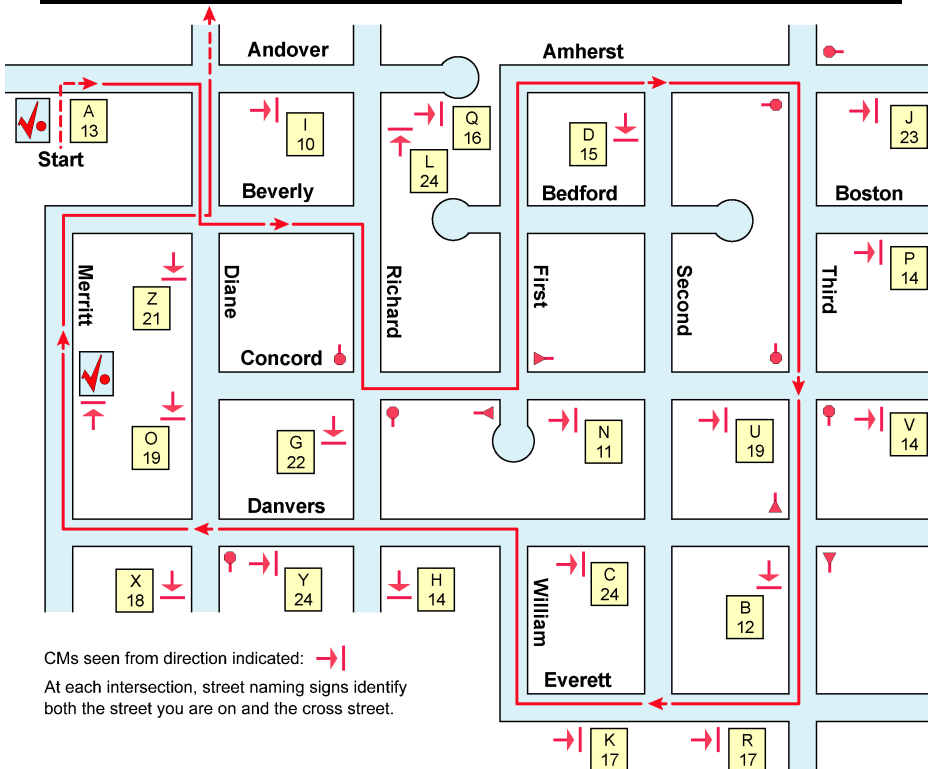 Andover
Amherst
A
13
Start
I
10
Q
16
L
24
D
15
J
23
Beverly
Bedford
Boston
Merritt
Diane
Richard
First
Second
Third
P
14
Z
21
Concord
O
19
G
22
N
11
U
19
V
14
Danvers
X
18
Y
24
H
14
William
C
24
B
12
CMs seen from direction indicated:
At each intersection, street naming signs identify
both the street you are on and the cross street.
Everett
K
17
R
17